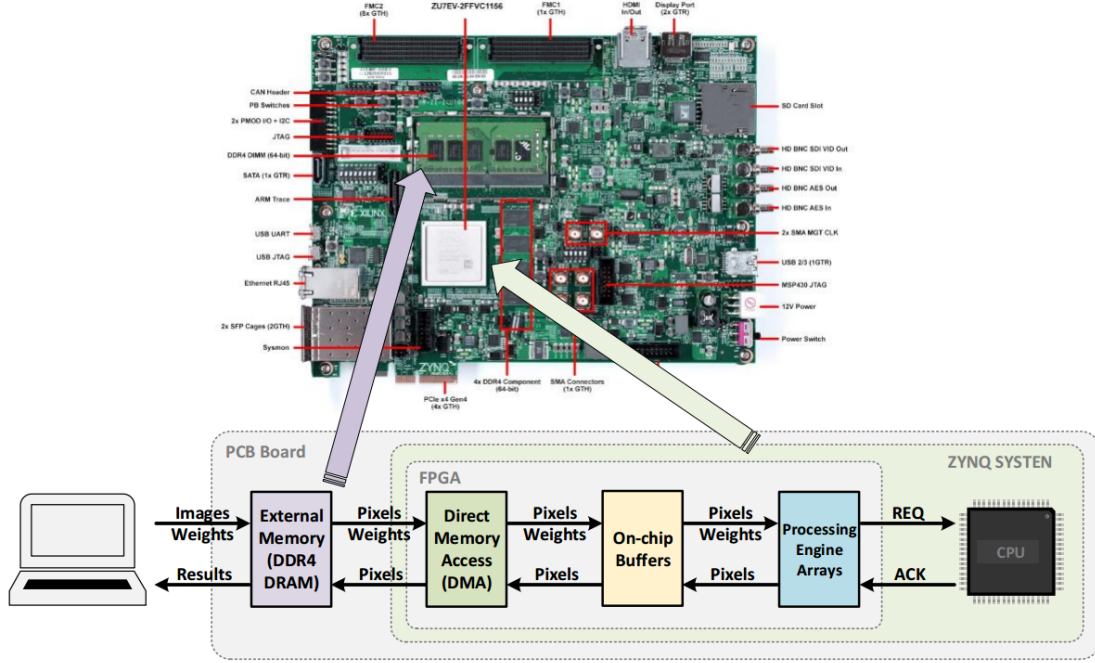 FMC2
(8x GTH)
ZU7EV-2FFVC1156
FMC1
(1x GTH)
HDMI
In/Out
Display Port
(2x GTR)
CAN Header
PB Switches
2x PMOD I/O + I2C
JTAG
DDR4 DIMM (64-bit)
SATA (1x GTR)
ARM Trace
USB UART
USB JTAG
Ethernet RJ45
2x SFP Cages (2GTH)
Sysmon
SD Card Slot
HD BNC SDI VID Out
HD BNC SDI VID In
HD BNC AES Out
HD BNC AES In
2x SMA MGT CLK
USB 2/3 (1GTR)
MSP430 JTAG
12V Power
Power Switch
XILINX
ZYNQ
PCIe x4 Gen4
(4x GTH)
4x DDR4 Component
(64-bit)
SMA Connectors
(1x GTH)
PCB Board
ZYNQ SYSTEN
FPGA
Images
Weights
Results
External
Memory
(DDR4
DRAM)
Pixels
Weights
Pixels
Direct
Memory
Access
(DMA)
Pixels
Weights
Pixels
On-chip
Buffers
Pixels
Weights
Pixels
Processing
Engine
Arrays
REQ
ACK
CPU